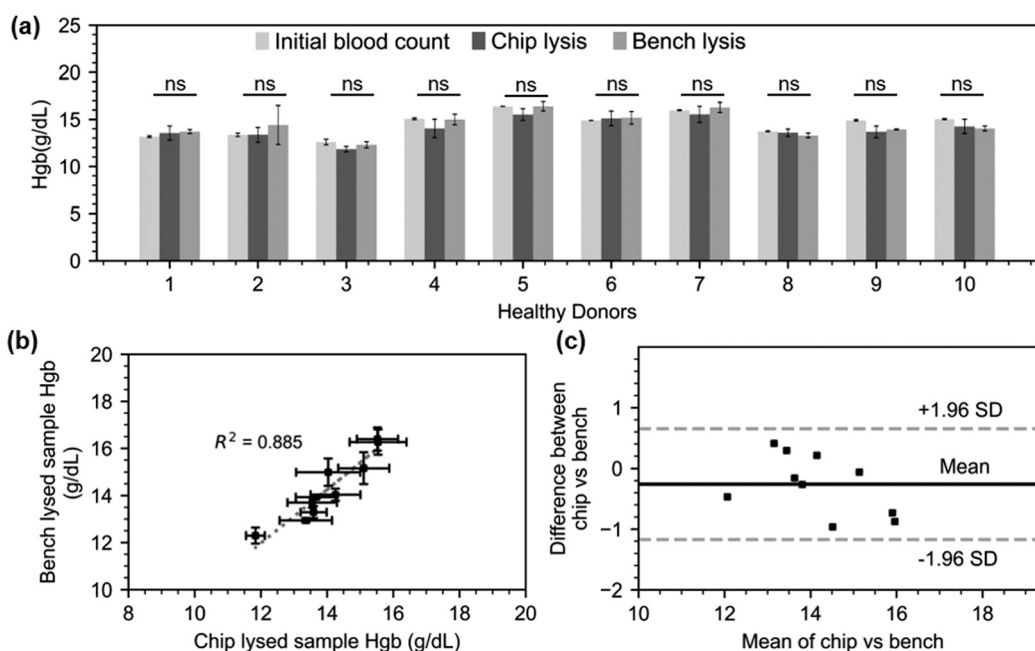 (a)
Initial blood count Chip lysis Bench lysis
ns ns ns ns ns ns ns ns ns ns
Hgb(g/dL)
25
20
15
10
5
0
1 2 3 4 5 6 7 8 9 10
Healthy Donors
(b)
Bench lysed sample Hgb
(g/dL)
20
18
16
14
12
10
R² = 0.885
8 10 12 14 16 18 20
Chip lysed sample Hgb (g/dL)
(c)
Difference between
chip vs bench
1
0
-1
-2
+1.96 SD
Mean
-1.96 SD
10 12 14 16 18
Mean of chip vs bench